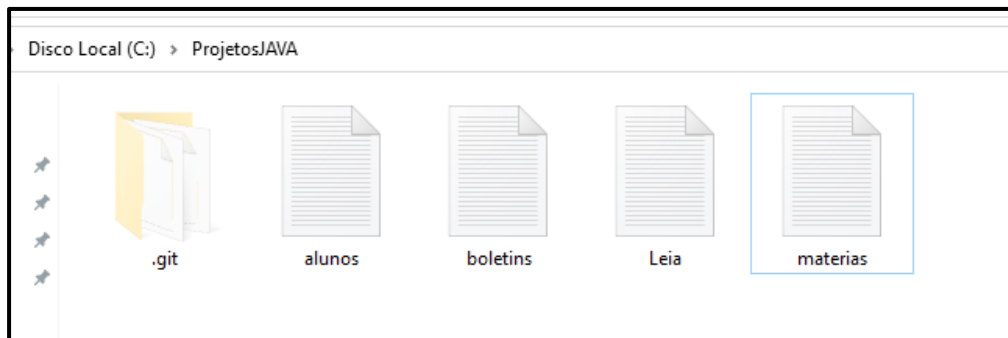 Disco Local (C:) > ProjetosJAVA
.git
alunos
boletins
Leia
materias